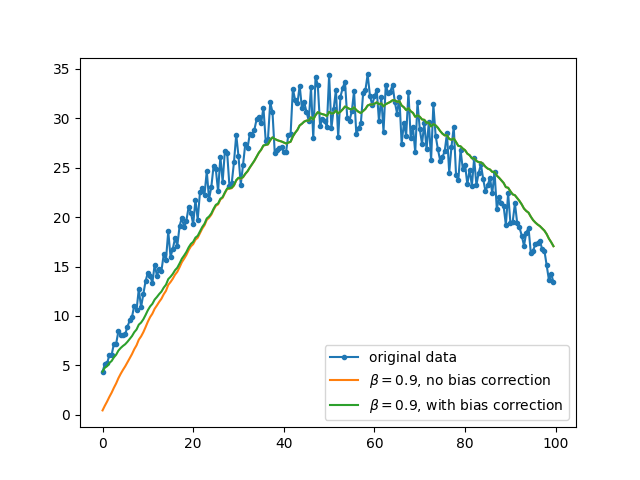 35
30
25
20
15
10
5
0
0 20 40 60 80 100
original data
β = 0.9, no bias correction
β = 0.9, with bias correction